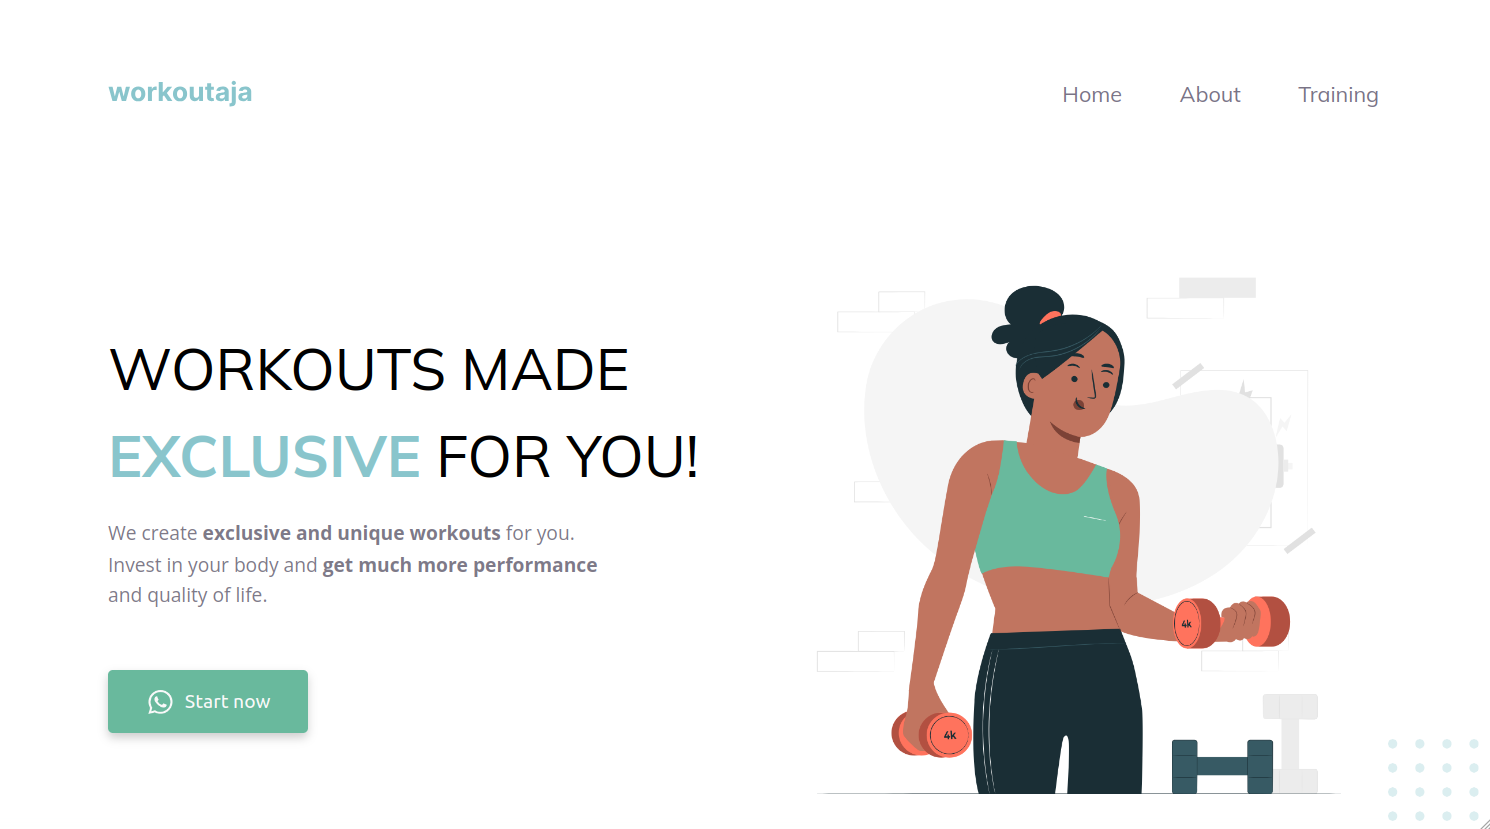 workoutaja
Home About Training
WORKOUTS MADE
EXCLUSIVE FOR YOU!
We create exclusive and unique workouts for you.
Invest in your body and get much more performance
and quality of life.
Start now
4k
4k